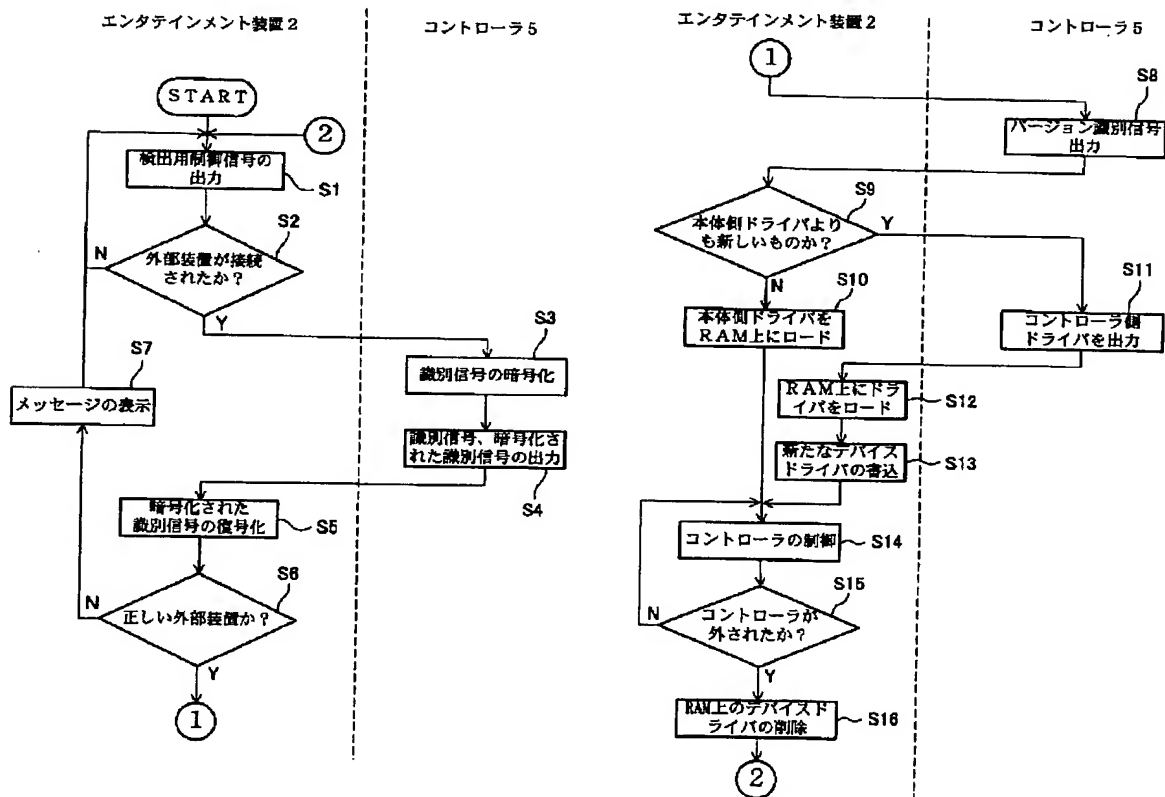 エンタテインメント装置2
コントローラ5
START
2
検出用制御信号の
出力
S1
S2
外部装置が接続
されたか?
N
Y
S3
識別信号の暗号化
S7
メッセージの表示
識別信号、暗号化さ
れた識別信号の出力
S4
暗号化された
識別信号の復号化
S5
S6
正しい外部装置か?
N
Y
1
エンタテインメント装置2
コントローラ5
1
S8
バージョン識別信号
出力
S9
本体側ドライバより
も新しいものか?
Y
N
S10
本体側ドライバを
RAM上にロード
S11
コントローラ側
ドライバを出力
RAM上にドラ
イバをロード
S12
新たなデバイス
ドライバの書込
S13
コントローラの制御
S14
S15
コントローラが
外されたか?
N
Y
RAM上のデバイスド
ライバの削除
S16
2